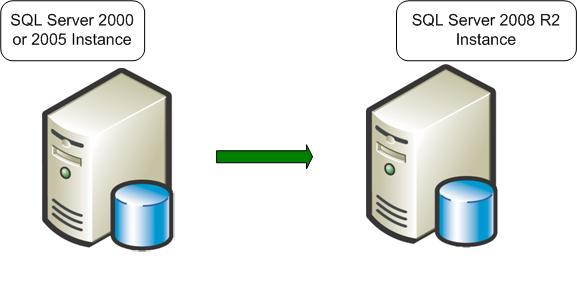 SQL Server 2000
or 2005 Instance
SQL Server 2008 R2
Instance